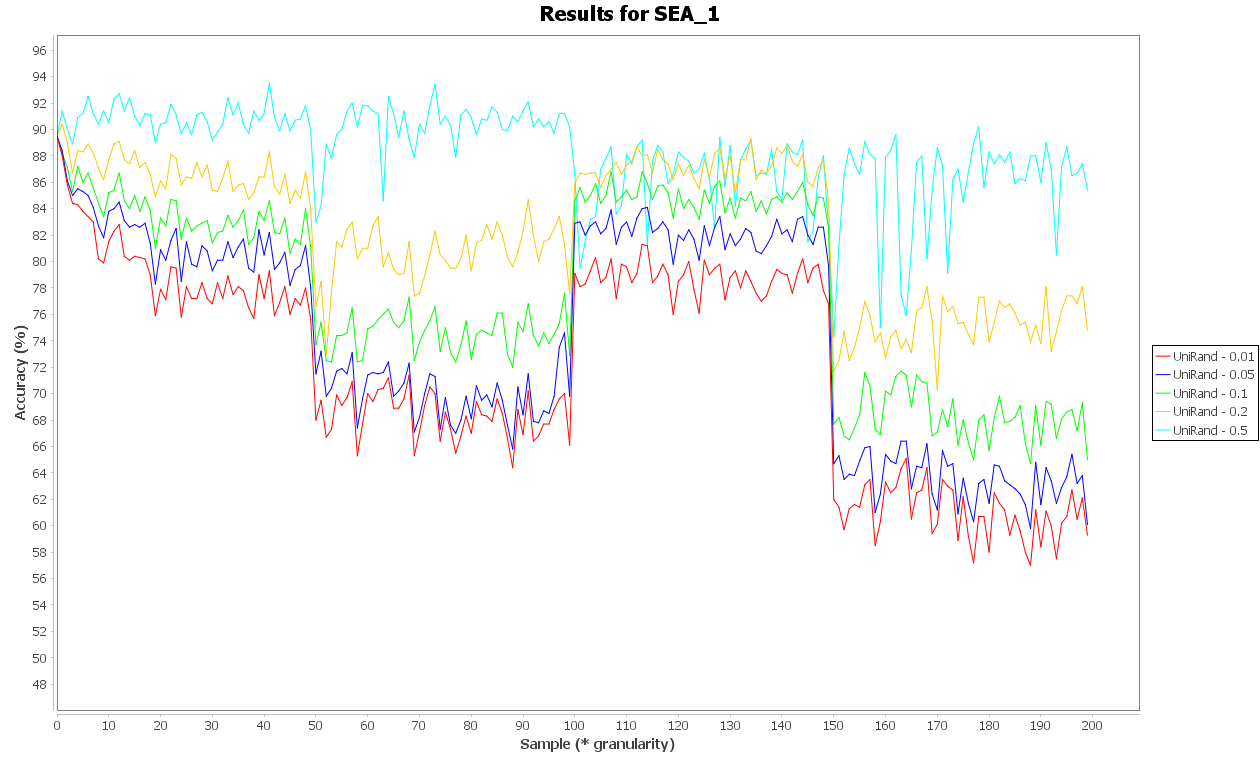 Results for SEA_1
96
94
92
90
88
86
84
82
80
78
76
74
72
70
68
66
64
62
60
58
56
54
52
50
48
Accuracy (%)
0 10 20 30 40 50 60 70 80 90 100 110 120 130 140 150 160 170 180 190 200
Sample (* granularity)
UniRand - 0.01
UniRand - 0.05
UniRand - 0.1
UniRand - 0.2
UniRand - 0.5